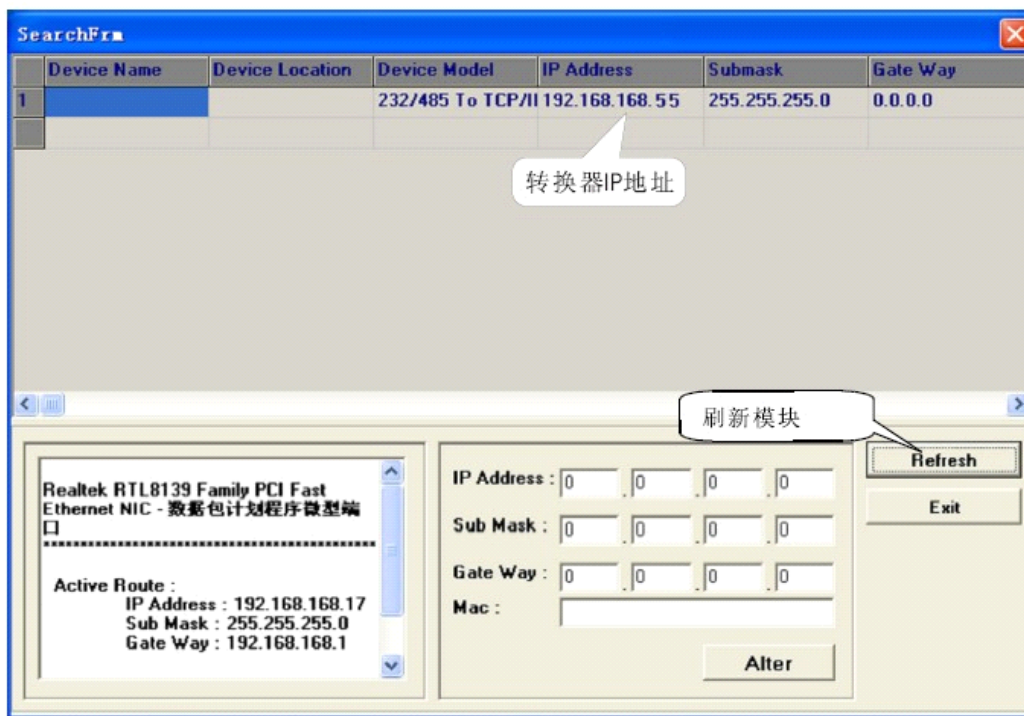 SearchFrm
Device Name Device Location Device Model IP Address Submask Gate Way
1 232/485 To TCP/II 192.168.168.55 255.255.255.0 0.0.0.0
转换器IP地址
刷新模块
Realtek RTL8139 Family PCI Fast
Ethernet NIC - 数据包计划程序微型端
口
**********************************************
Active Route :
IP Address : 192.168.168.17
Sub Mask : 255.255.255.0
Gate Way : 192.168.168.1
IP Address : 0 . 0 . 0 . 0
Sub Mask : 0 . 0 . 0 . 0
Gate Way : 0 . 0 . 0 . 0
Mac :
Alter
Refresh
Exit